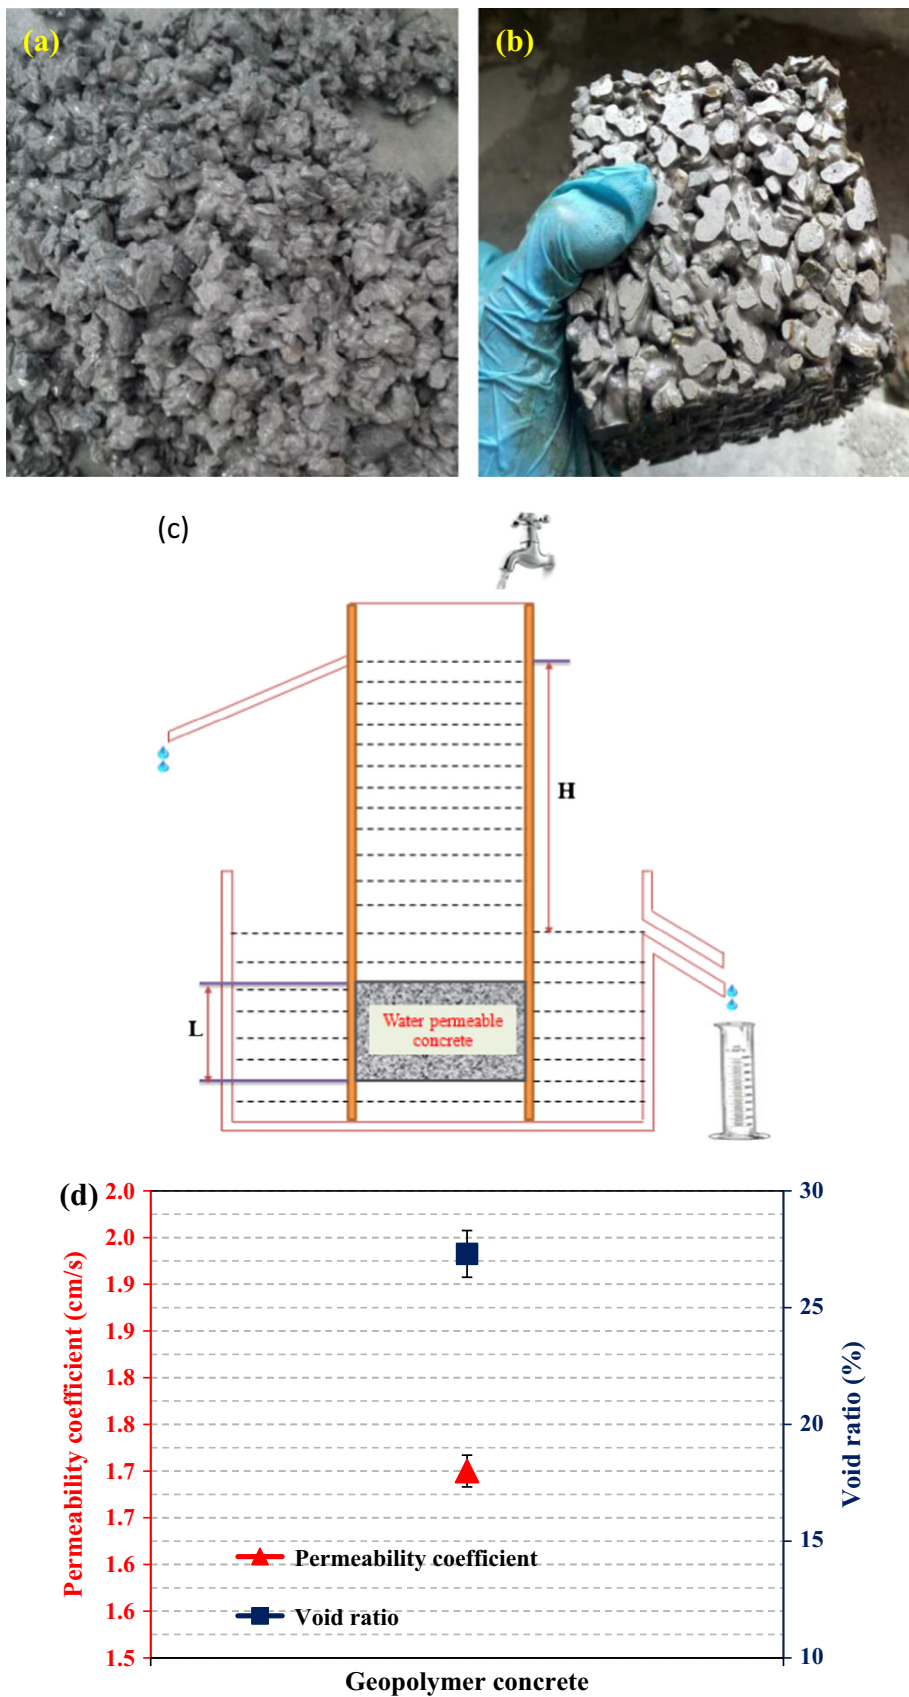 (a)
(b)
(c)
H
L
Water permeable
concrete
(d)
Permeability coefficient (cm/s)
2.0
2.0
1.9
1.9
1.8
1.8
1.7
1.7
1.6
1.6
1.5
Permeability coefficient
Void ratio
30
25
20
15
10
Void ratio (%)
Geopolymer concrete